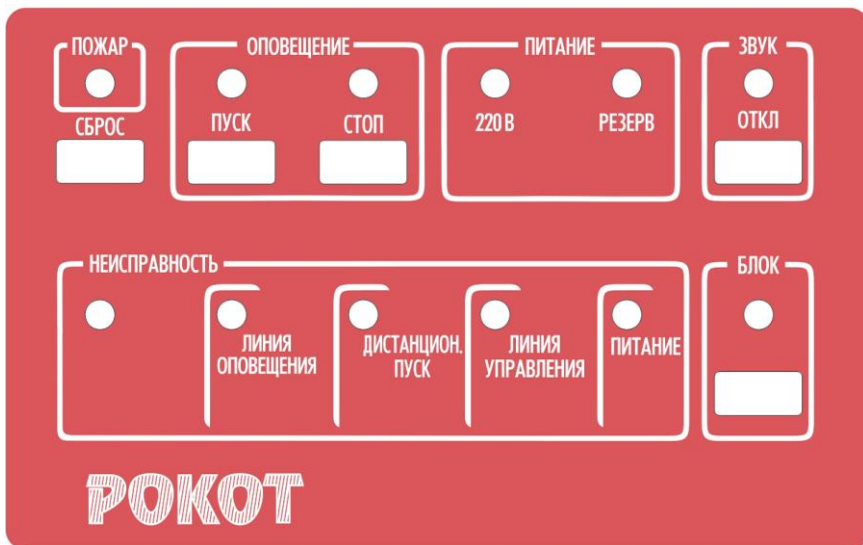 ПОЖАР
ОПОВЕЩЕНИЕ
ПИТАНИЕ
ЗВУК
СБРОС
ПУСК
СТОП
220 В
РЕЗЕРВ
ОТКЛ
НЕИСПРАВНОСТЬ
БЛОК
ЛИНИЯ
ОПОВЕЩЕНИЯ
ДИСТАНЦИОН.
ПУСК
ЛИНИЯ
УПРАВЛЕНИЯ
ПИТАНИЕ
РОКОТ